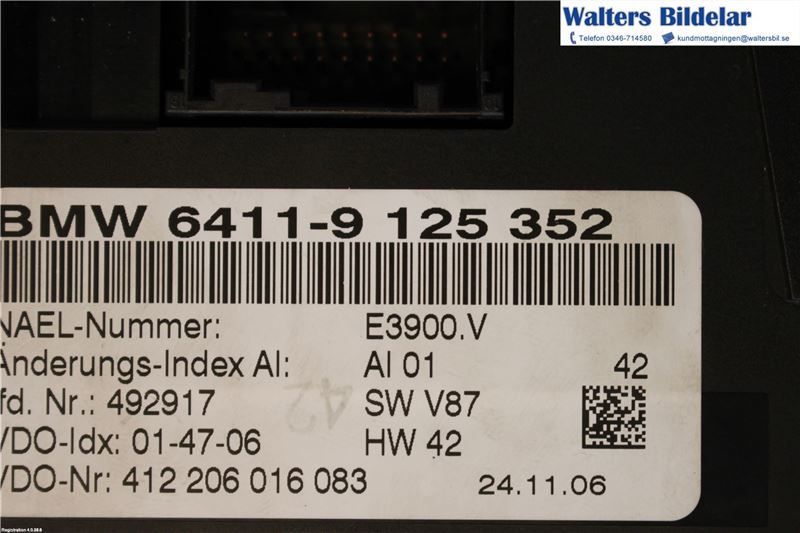 Walters Bildelar
Telefon 0346-714580 kundmottagningen@waltersbil.se
BMW 6411-9 125 352
NAEL-Nummer: E3900.V
Änderungs-Index AI: AI 01 42
fd. Nr.: 492917 SW V87
VDO-Idx: 01-47-06 HW 42
VDO-Nr: 412 206 016 083 24.11.06
42